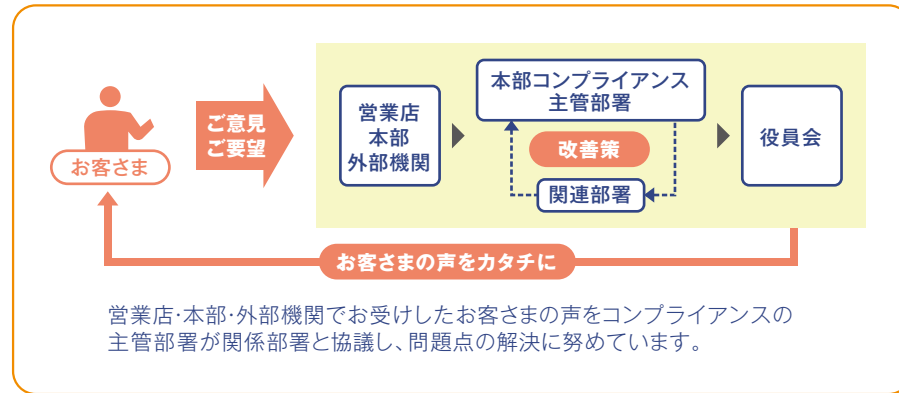 お客さま
ご意見
ご要望
営業店
本部
外部機関
本部コンプライアンス
主管部署
改善策
関連部署
役員会
お客さまの声をカタチに
営業店・本部・外部機関でお受けしたお客さまの声をコンプライアンスの
主管部署が関係部署と協議し、問題点の解決に努めています。